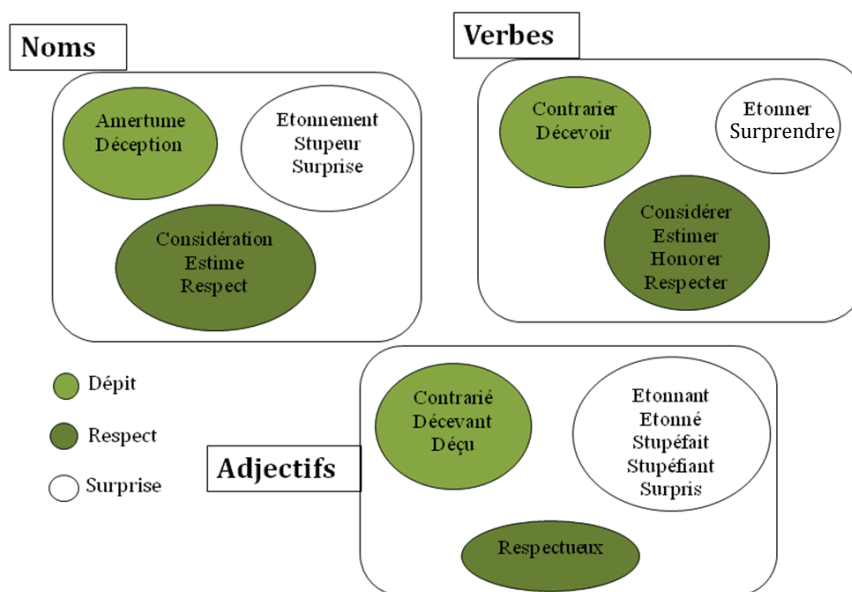 Noms
Amertume
Déception
Etonnement
Stupeur
Surprise
Considération
Estime
Respect
Verbes
Contrarier
Décevoir
Etonner
Surprendre
Considérer
Estimer
Honorer
Respecter
Dépit
Respect
Surprise
Adjectifs
Contrarié
Décevant
Déçu
Etonnant
Etonné
Stupéfait
Stupéfiant
Surpris
Respectueux